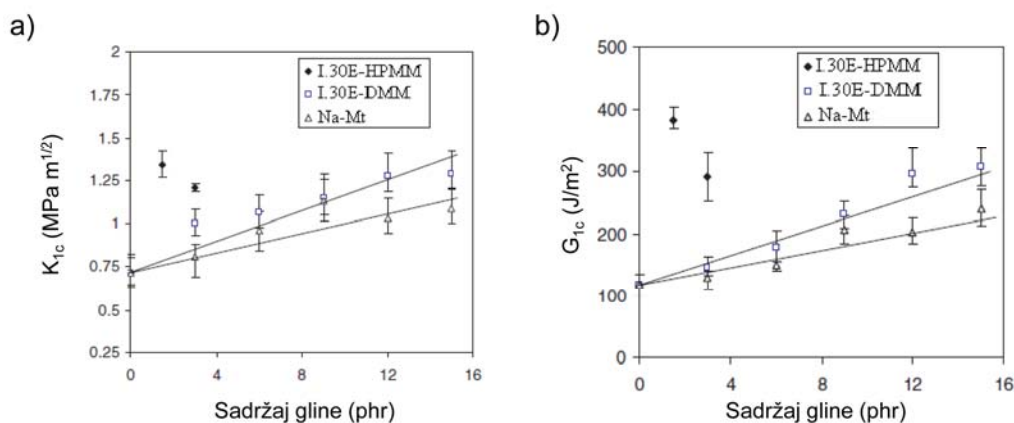 a)
2
1.75
1.5
1.25
1
0.75
0.5
0.25
K1c (MPa m1/2)
I.30E-HPMM
I.30E-DMM
Na-Mt
0 4 8 12 16
Sadržaj gline (phr)
b)
500
400
300
200
100
0
G1c (J/m2)
I.30E-HPMM
I.30E-DMM
Na-Mt
0 4 8 12 16
Sadržaj gline (phr)